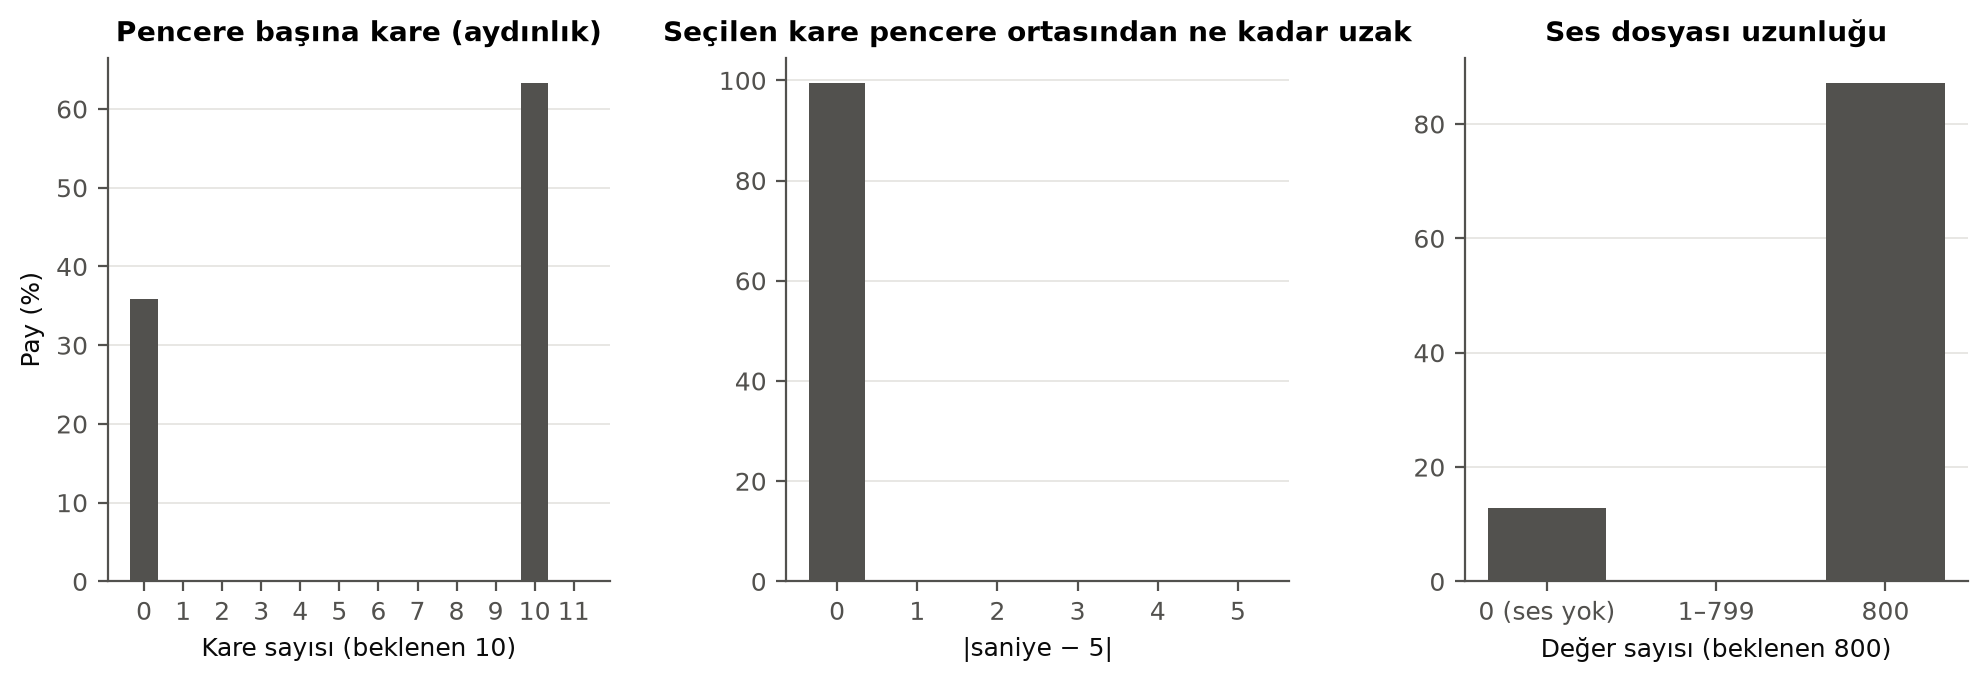 Pencere başına kare (aydınlık)
Pay (%)
60
50
40
30
20
10
0
0 1 2 3 4 5 6 7 8 9 10 11
Kare sayısı (beklenen 10)
Seçilen kare pencere ortasından ne kadar uzak
100
80
60
40
20
0
0 1 2 3 4 5
|saniye − 5|
Ses dosyası uzunluğu
80
60
40
20
0
0 (ses yok) 1–799 800
Değer sayısı (beklenen 800)